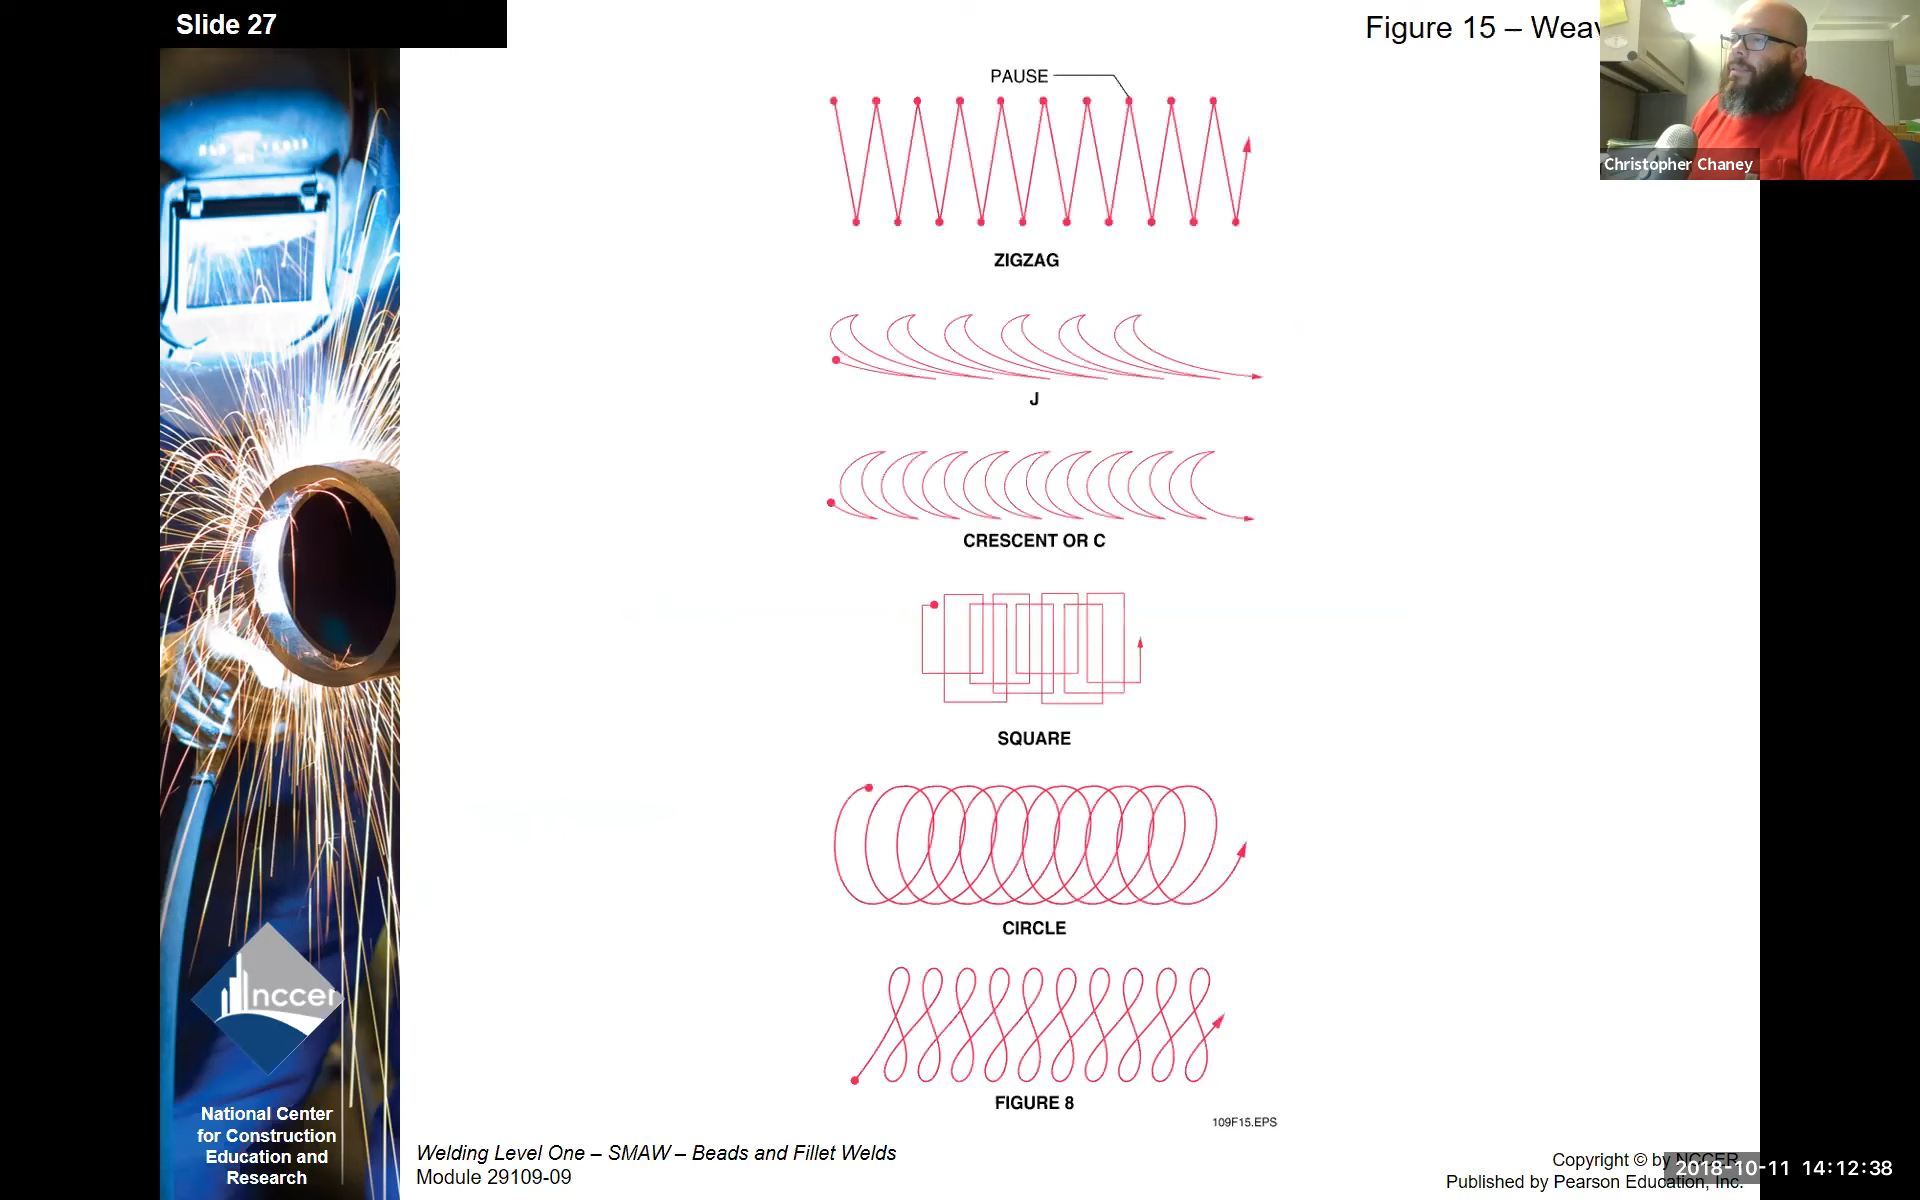 Slide 27
Figure 15 – Weav
Christopher Chaney
PAUSE
ZIGZAG
J
CRESCENT OR C
SQUARE
CIRCLE
FIGURE 8
109F15.EPS
nccer
National Center
for Construction
Education and
Research
Welding Level One – SMAW – Beads and Fillet Welds
Module 29109-09
Copyright © by NCCER
Published by Pearson Education, Inc.
2018-10-11 14:12:38